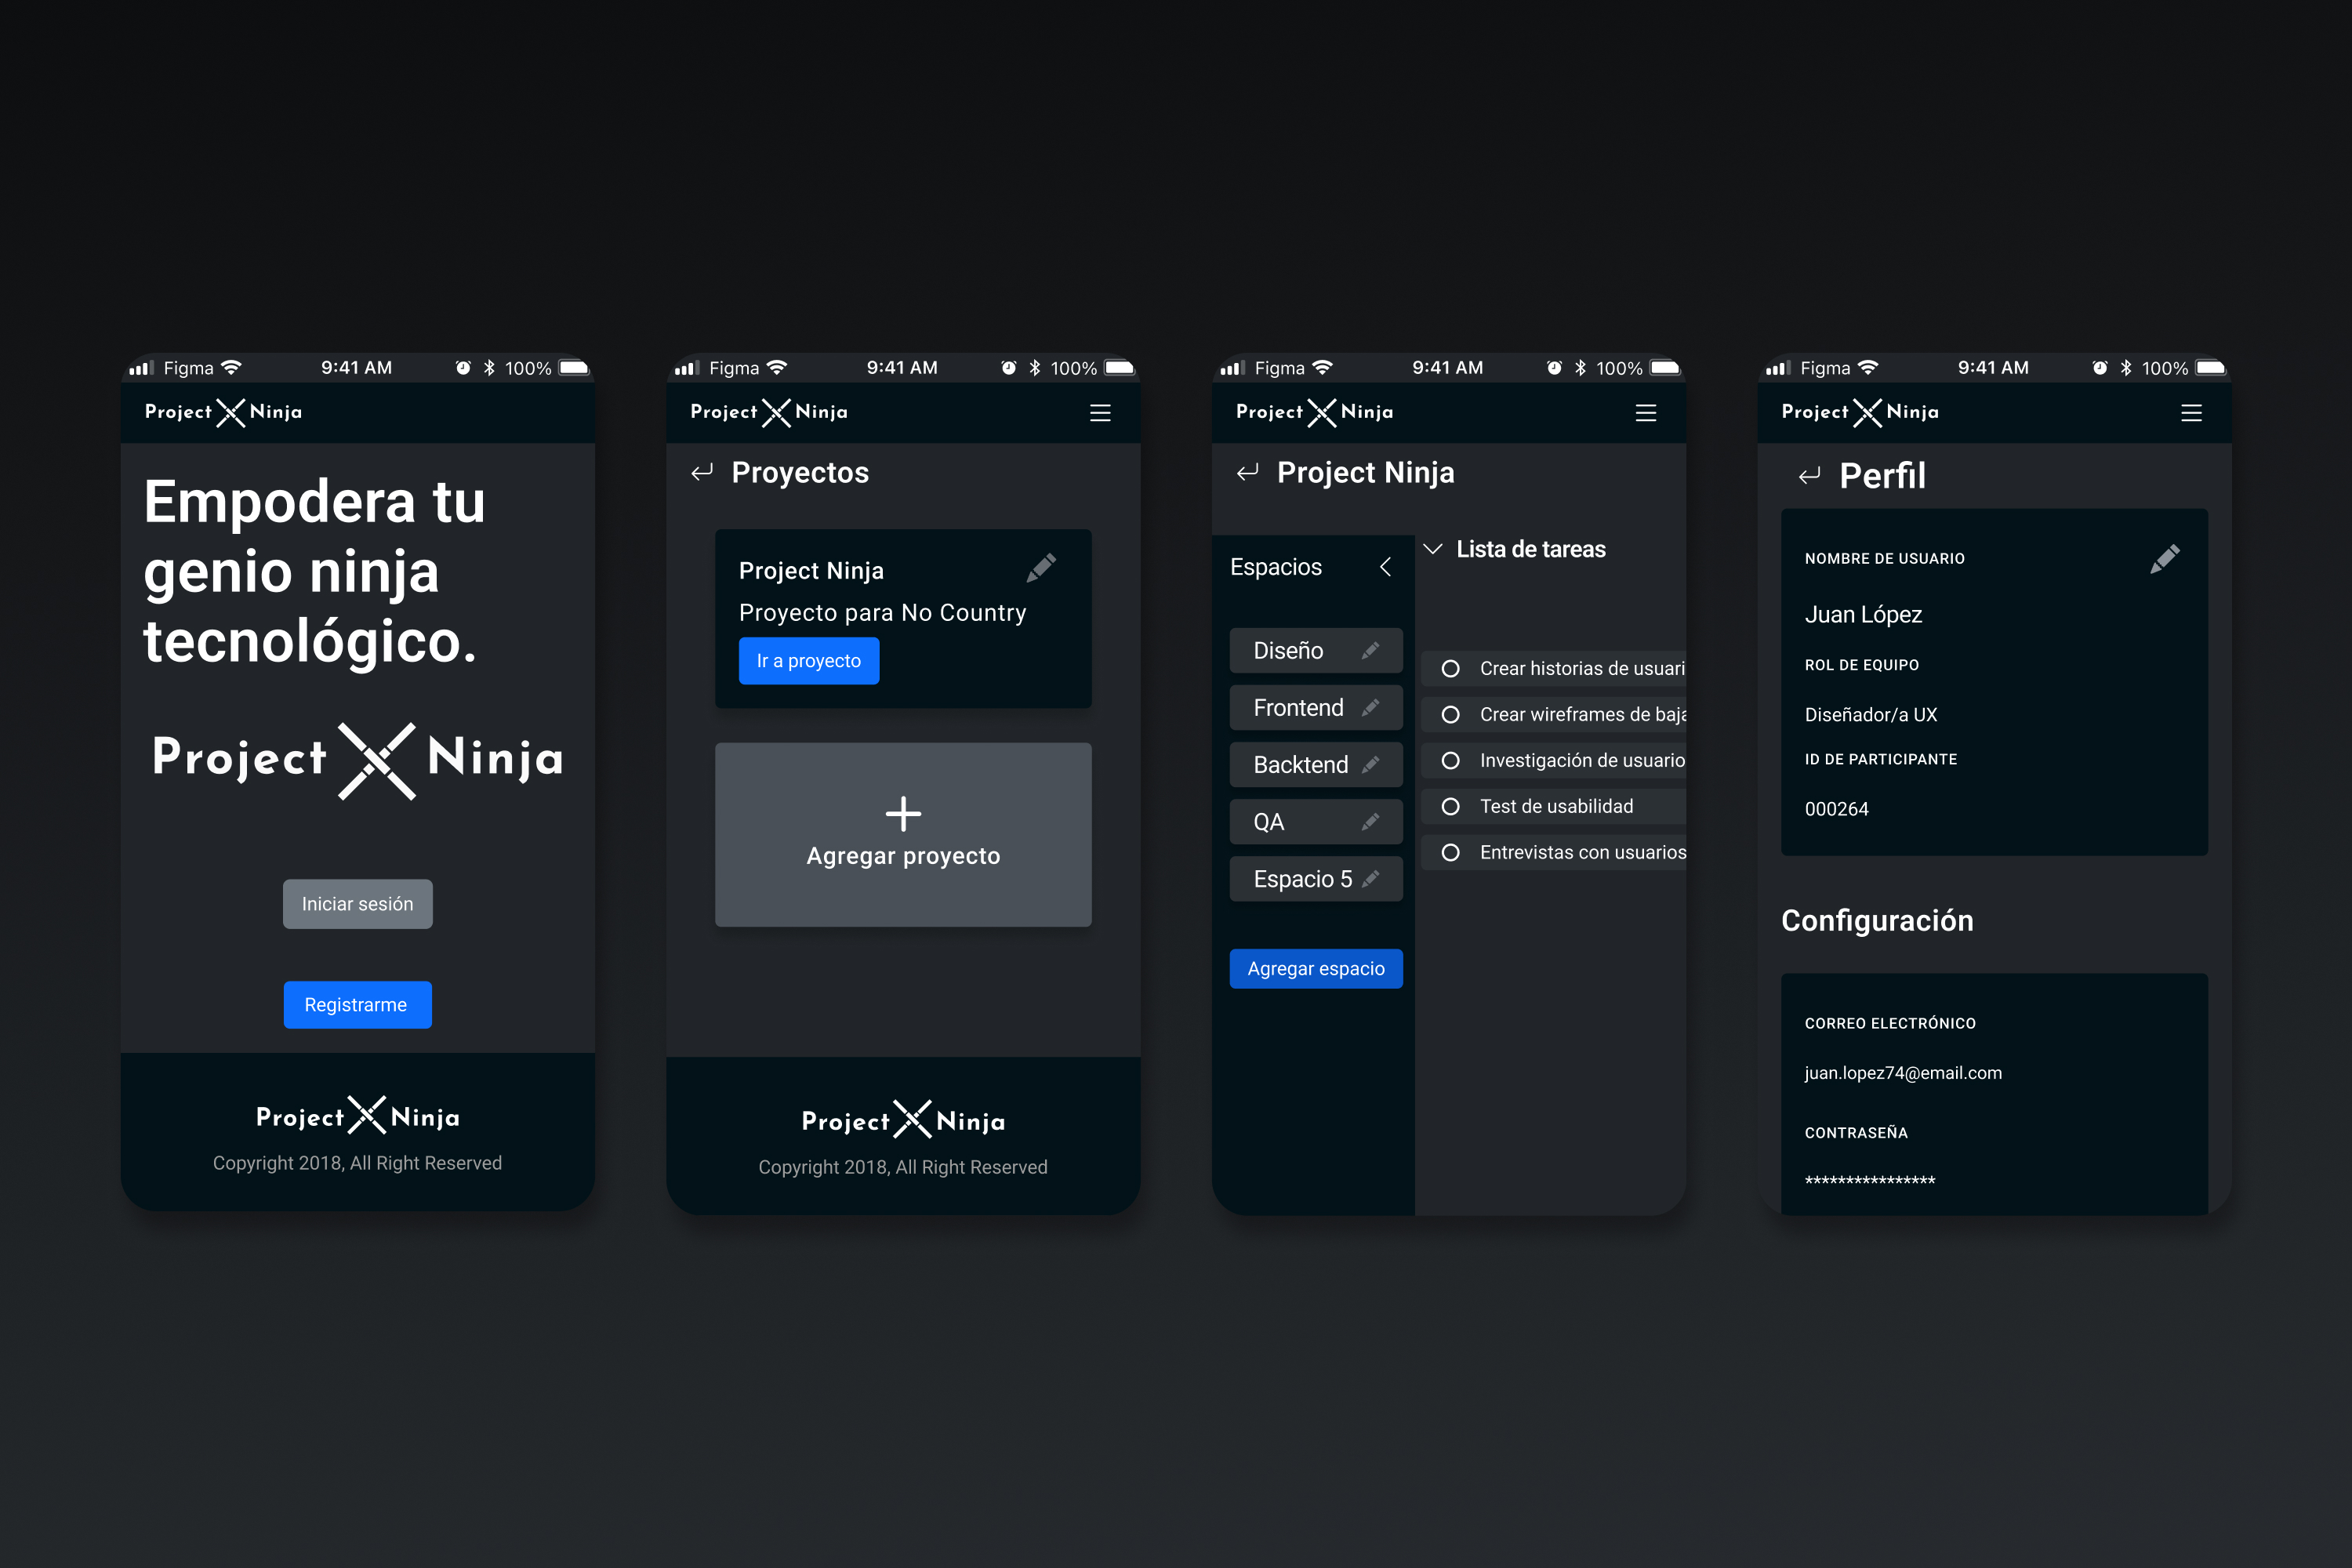 Figma 9:41 AM 100%
Project Ninja
Empodera tu
genio ninja
tecnológico.
Project Ninja
Iniciar sesión
Registrarme
Project Ninja
Copyright 2018, All Right Reserved
Figma 9:41 AM 100%
Project Ninja
Proyectos
Project Ninja
Proyecto para No Country
Ir a proyecto
Agregar proyecto
Project Ninja
Copyright 2018, All Right Reserved
Figma 9:41 AM 100%
Project Ninja
Project Ninja
Espacios
Diseño
Frontend
Backtend
QA
Espacio 5
Agregar espacio
Lista de tareas
Crear historias de usuari
Crear wireframes de baja
Investigación de usuario
Test de usabilidad
Entrevistas con usuarios
Figma 9:41 AM 100%
Project Ninja
Perfil
NOMBRE DE USUARIO
Juan López
ROL DE EQUIPO
Diseñador/a UX
ID DE PARTICIPANTE
000264
Configuración
CORREO ELECTRÓNICO
juan.lopez74@email.com
CONTRASEÑA
****************